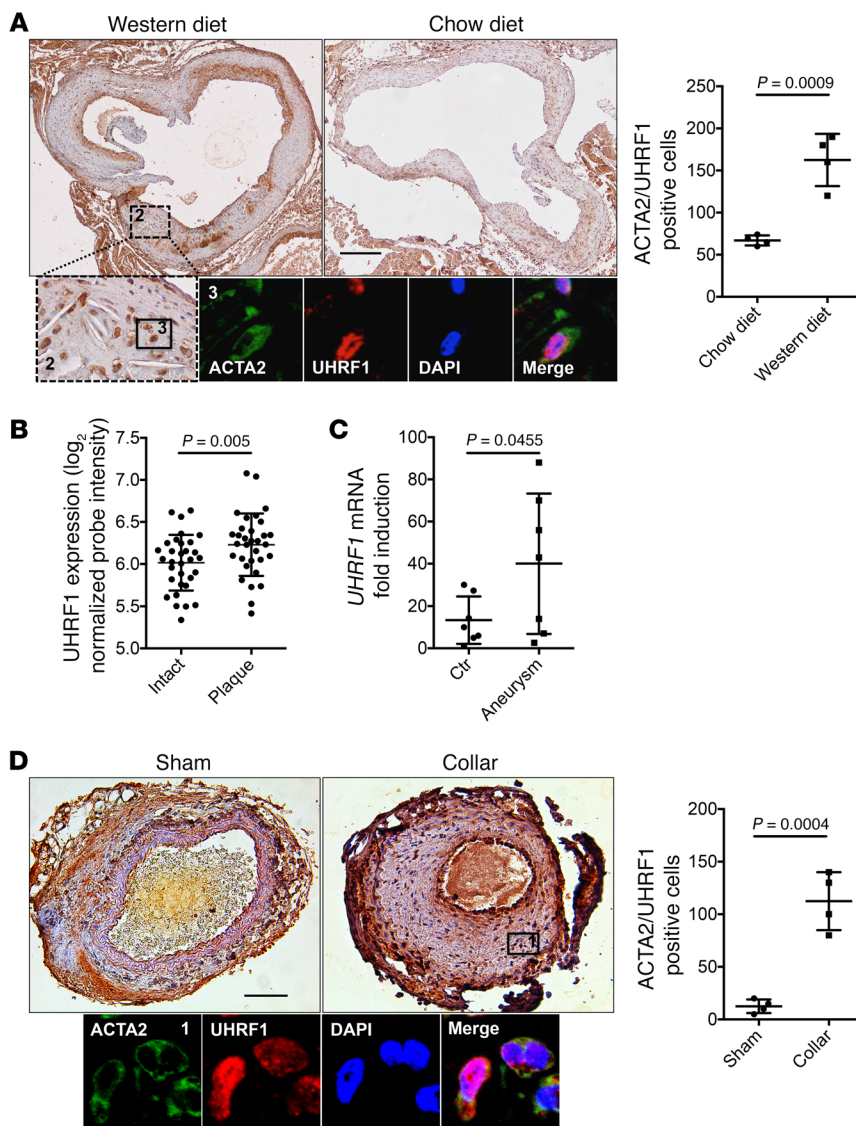 A
Western diet
Chow diet
2
2
3
3
ACTA2
UHRF1
DAPI
Merge
ACTA2/UHRF1
positive cells
250
200
150
100
50
0
P = 0.0009
Chow diet
Western diet
B
UHRF1 expression (log2
normalized probe intensity)
7.5
7.0
6.5
6.0
5.5
5.0
P = 0.005
Intact
Plaque
C
UHRF1 mRNA
fold induction
100
80
60
40
20
0
P = 0.0455
Ctr
Aneurysm
D
Sham
Collar
1
ACTA2 1
UHRF1
DAPI
Merge
ACTA2/UHRF1
positive cells
200
150
100
50
0
P = 0.0004
Sham
Collar